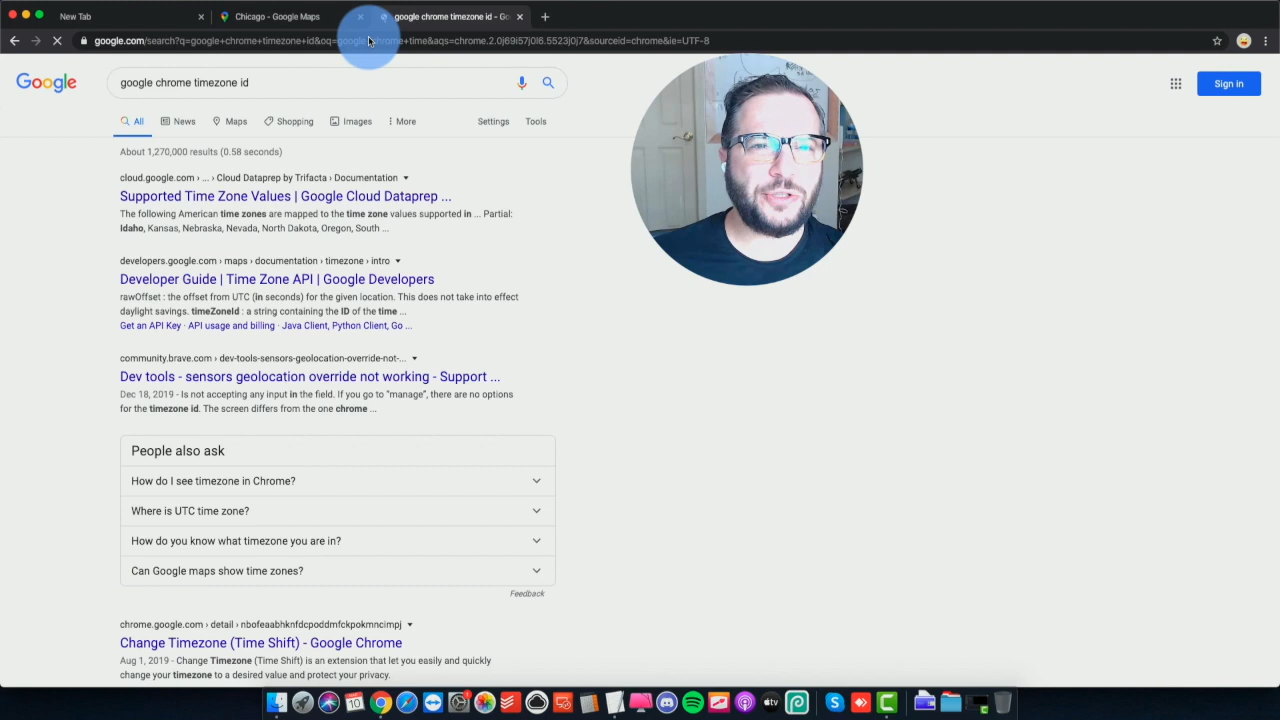 New Tab
Chicago - Google Maps
google chrome timezone id - Go
google.com/search?q=google+chrome+timezone+id&oq=google+chrome+time&aqs=chrome.2.0j69i57j0l6.5523j0j7&sourceid=chrome&ie=UTF-8
Google
google chrome timezone id
Sign in
All
News
Maps
Shopping
Images
More
Settings
Tools
About 1,270,000 results (0.58 seconds)
cloud.google.com › ... › Cloud Dataprep by Trifacta › Documentation
Supported Time Zone Values | Google Cloud Dataprep ...
The following American time zones are mapped to the time zone values supported in ... Partial:
Idaho, Kansas, Nebraska, Nevada, North Dakota, Oregon, South ...
developers.google.com › maps › documentation › timezone › intro
Developer Guide | Time Zone API | Google Developers
rawOffset : the offset from UTC (in seconds) for the given location. This does not take into effect
daylight savings. timeZoneId : a string containing the ID of the time ...
Get an API Key · API usage and billing · Java Client, Python Client, Go ...
community.brave.com › dev-tools-sensors-geolocation-override-not-...
Dev tools - sensors geolocation override not working - Support ...
Dec 18, 2019 - Is not accepting any input in the field. If you go to "manage", there are no options
for the timezone id. The screen differs from the one chrome ...
People also ask
How do I see timezone in Chrome?
Where is UTC time zone?
How do you know what timezone you are in?
Can Google maps show time zones?
Feedback
chrome.google.com › detail › nbofeaabhknfdcpoddmfckpokmncimpj
Change Timezone (Time Shift) - Google Chrome
Aug 1, 2019 - Change Timezone (Time Shift) is an extension that let you easily and quickly
change your timezone to a desired value and protect your privacy.
10
1
tv